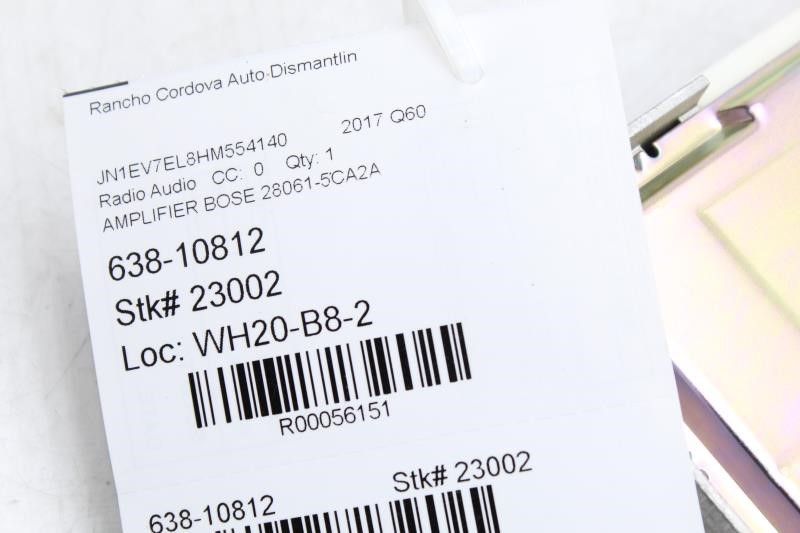 Rancho Cordova Auto Dismantlin
JN1EV7EL8HM554140 2017 Q60
Radio Audio CC: 0 Qty: 1
AMPLIFIER BOSE 28061-5CA2A
638-10812
Stk# 23002
Loc: WH20-B8-2
R00056151
638-10812 Stk# 23002